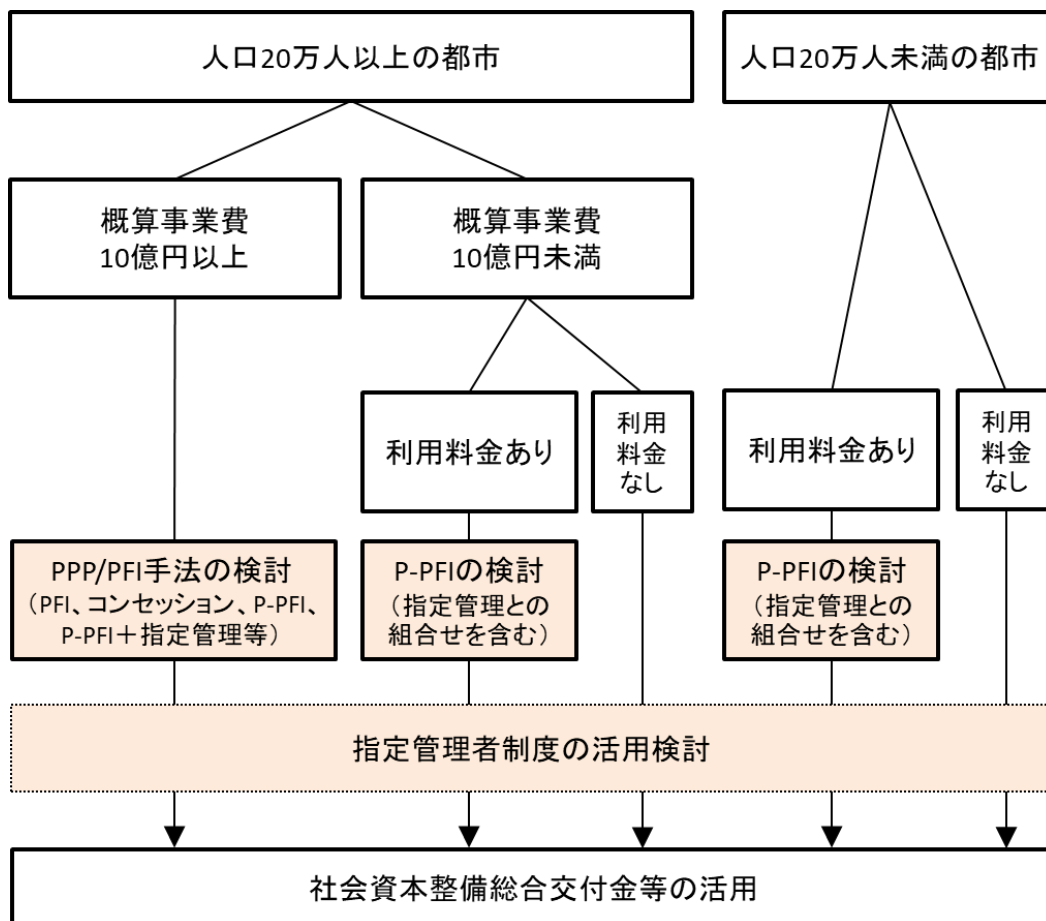 人口20万人以上の都市
人口20万人未満の都市
概算事業費
10億円以上
概算事業費
10億円未満
利用料金あり
利用
料金
なし
利用料金あり
利用
料金
なし
PPP/PFI手法の検討
（PFI、コンセッション、P-PFI、
P-PFI＋指定管理等）
P-PFIの検討
（指定管理との
組合せを含む）
P-PFIの検討
（指定管理との
組合せを含む）
指定管理者制度の活用検討
社会資本整備総合交付金等の活用